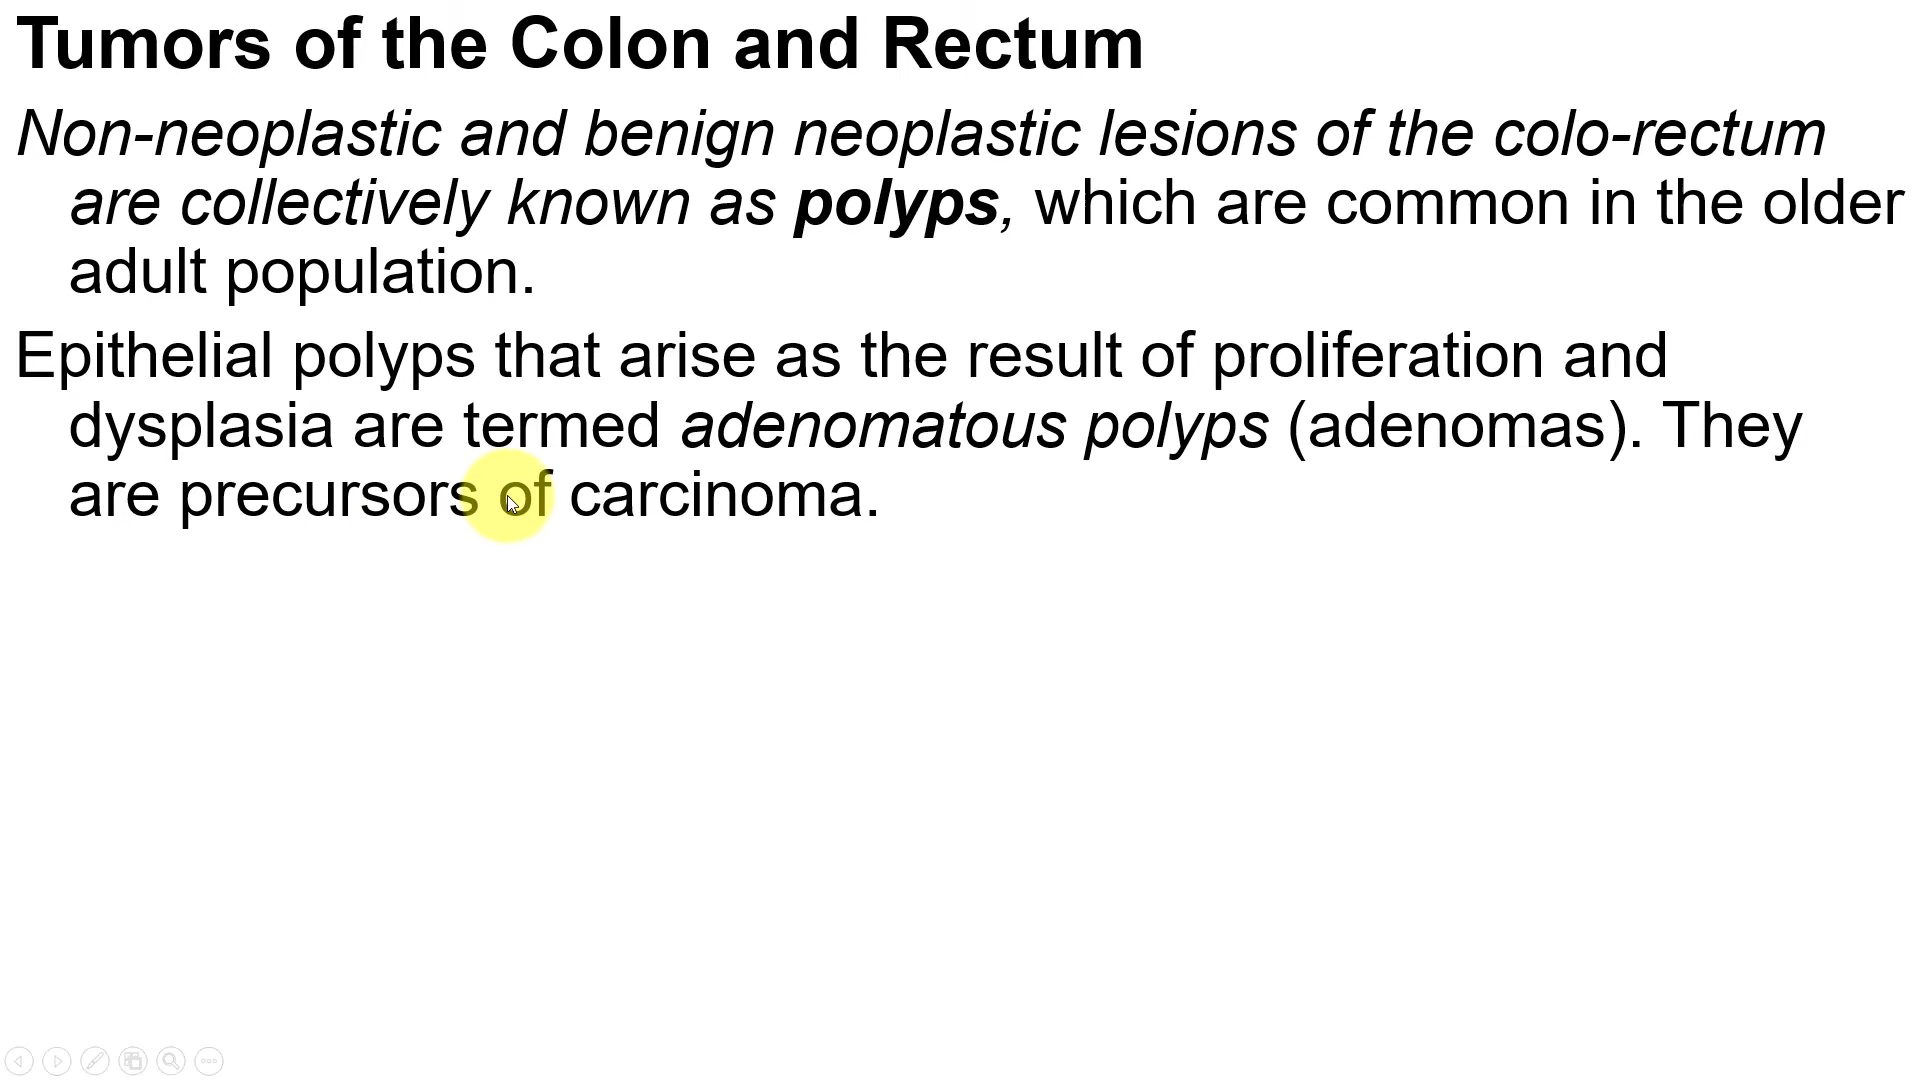 Tumors of the Colon and Rectum
Non-neoplastic and benign neoplastic lesions of the colo-rectum
are collectively known as polyps, which are common in the older
adult population.
Epithelial polyps that arise as the result of proliferation and
dysplasia are termed adenomatous polyps (adenomas). They
are precursors of carcinoma.